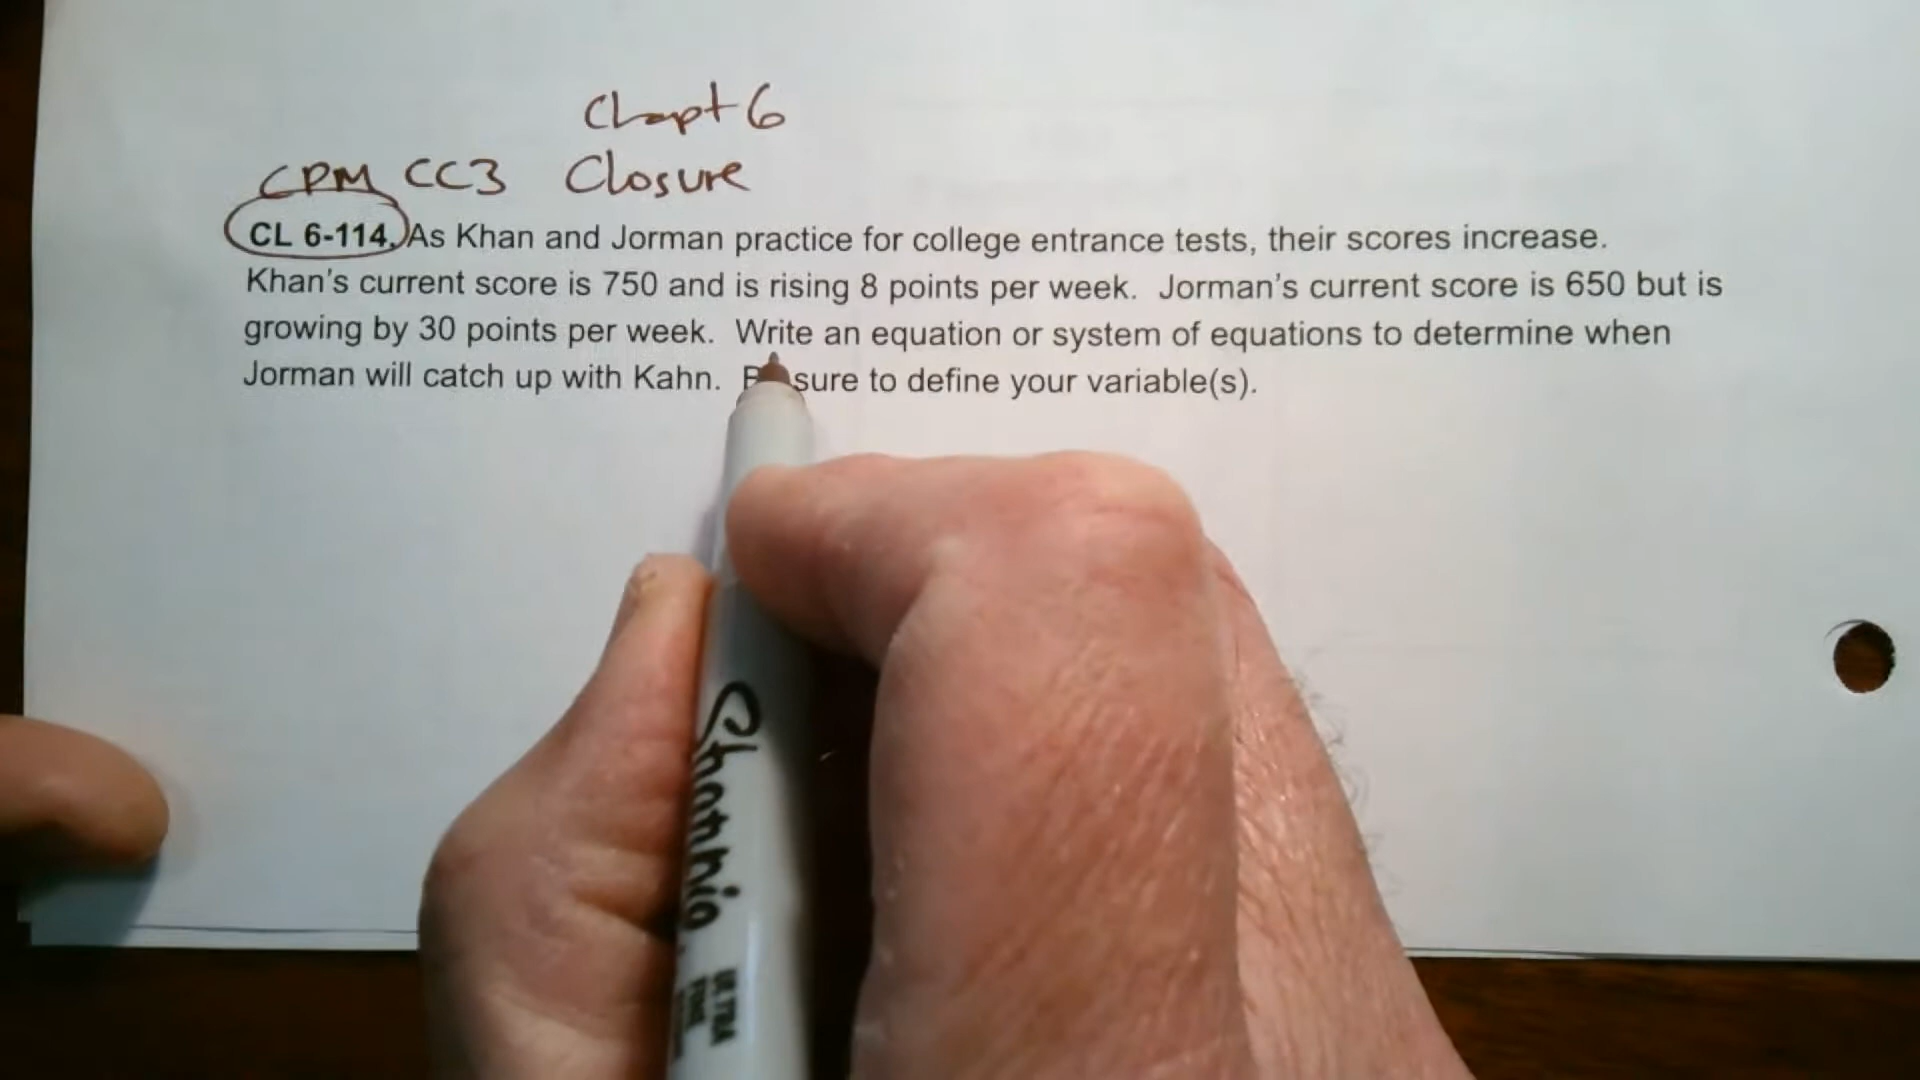 Chapt 6
CPM CC3 Closure
CL 6-114. As Khan and Jorman practice for college entrance tests, their scores increase.
Khan's current score is 750 and is rising 8 points per week. Jorman's current score is 650 but is
growing by 30 points per week. Write an equation or system of equations to determine when
Jorman will catch up with Kahn. sure to define your variable(s).
Sharpie
ULTRA
FINE